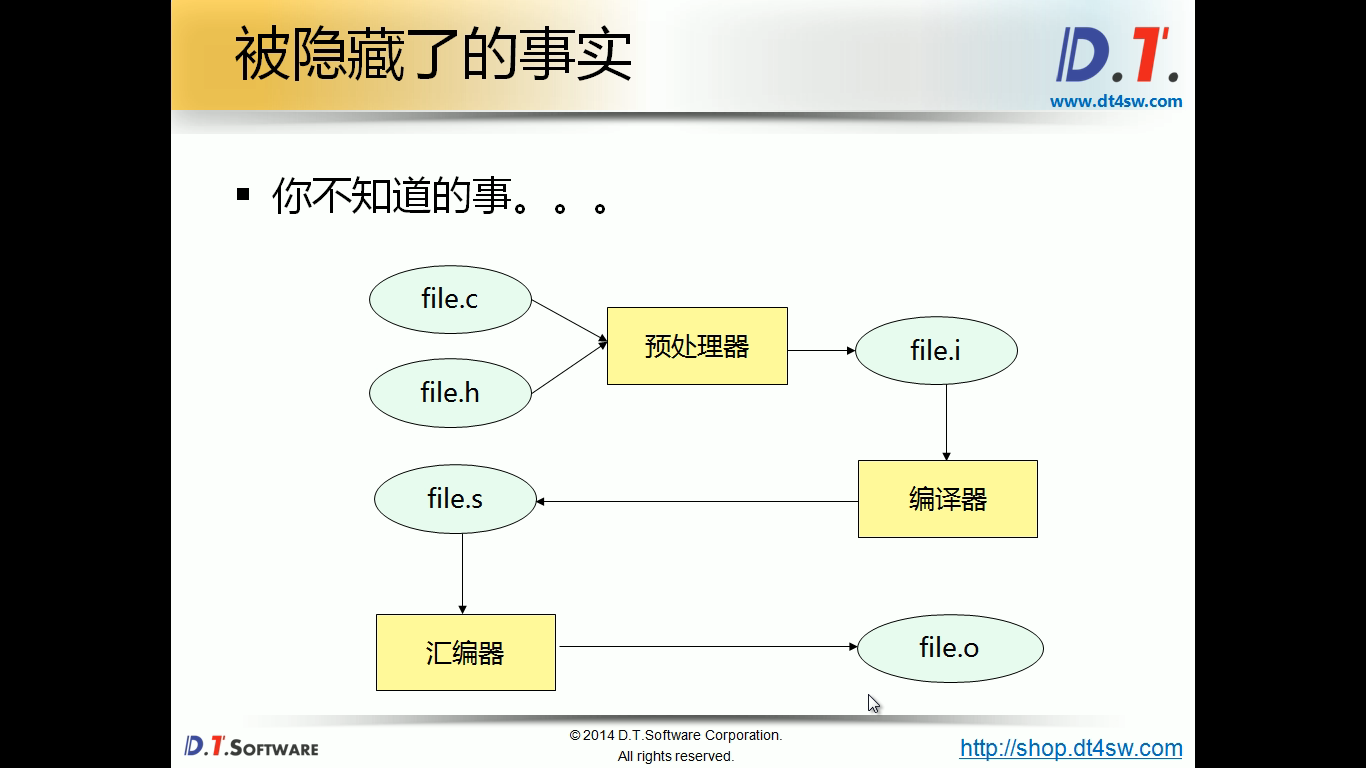 被隐藏了的事实
D.T.
www.dt4sw.com
▪ 你不知道的事。。。
file.c
预处理器
file.i
file.h
file.s
编译器
汇编器
file.o
D.T.SOFTWARE
© 2014 D.T.Software Corporation.
All rights reserved.
http://shop.dt4sw.com